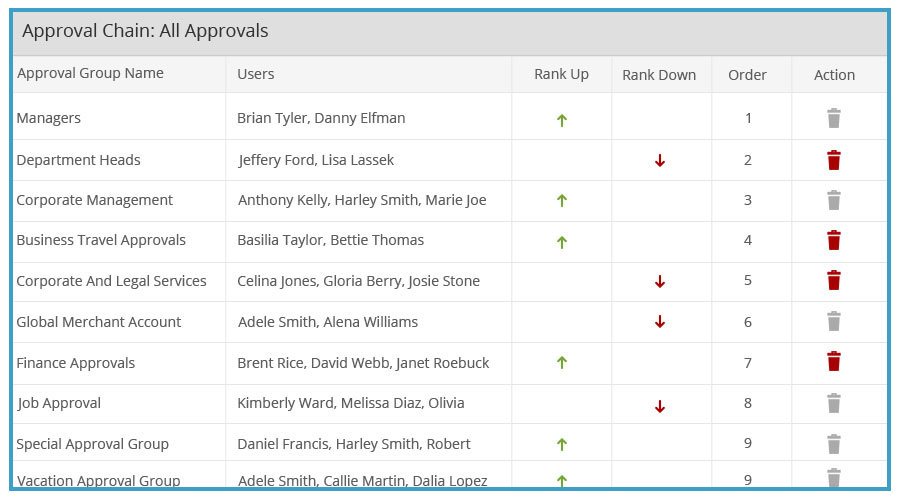 Approval Chain: All Approvals
Approval Group Name Users Rank Up Rank Down Order Action
Managers Brian Tyler, Danny Elfman 1
Department Heads Jeffery Ford, Lisa Lassek 2
Corporate Management Anthony Kelly, Harley Smith, Marie Joe 3
Business Travel Approvals Basilia Taylor, Bettie Thomas 4
Corporate And Legal Services Celina Jones, Gloria Berry, Josie Stone 5
Global Merchant Account Adele Smith, Alena Williams 6
Finance Approvals Brent Rice, David Webb, Janet Roebuck 7
Job Approval Kimberly Ward, Melissa Diaz, Olivia 8
Special Approval Group Daniel Francis, Harley Smith, Robert 9
Vacation Approval Group Adele Smith, Callie Martin, Dalia Lopez 9